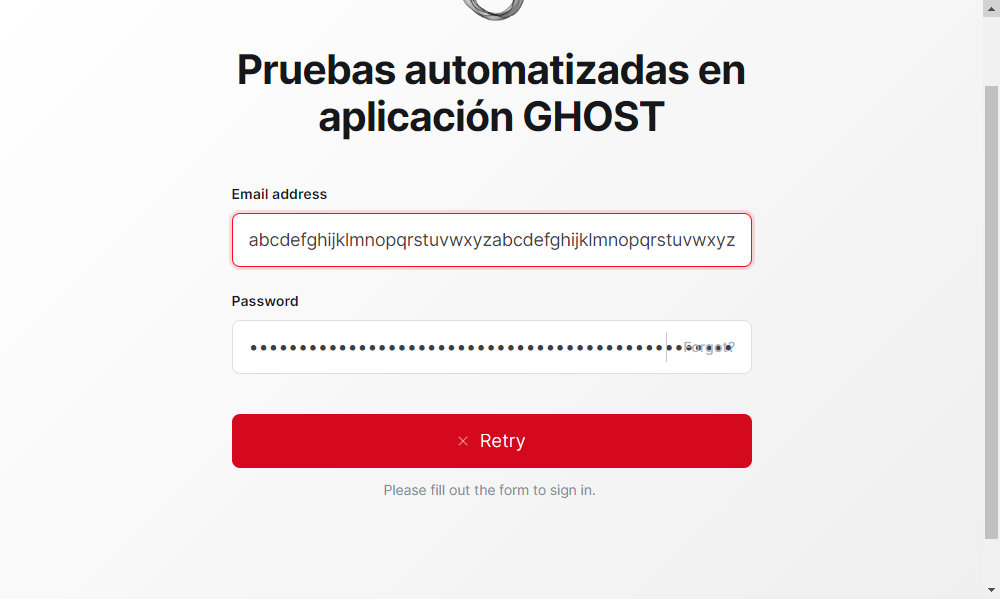 Pruebas automatizadas en
aplicación GHOST
Email address
abcdefghijklmnopqrstuvwxyzabcdefghijklmnopqrstuvwxyz
Password
Forgot?
× Retry
Please fill out the form to sign in.